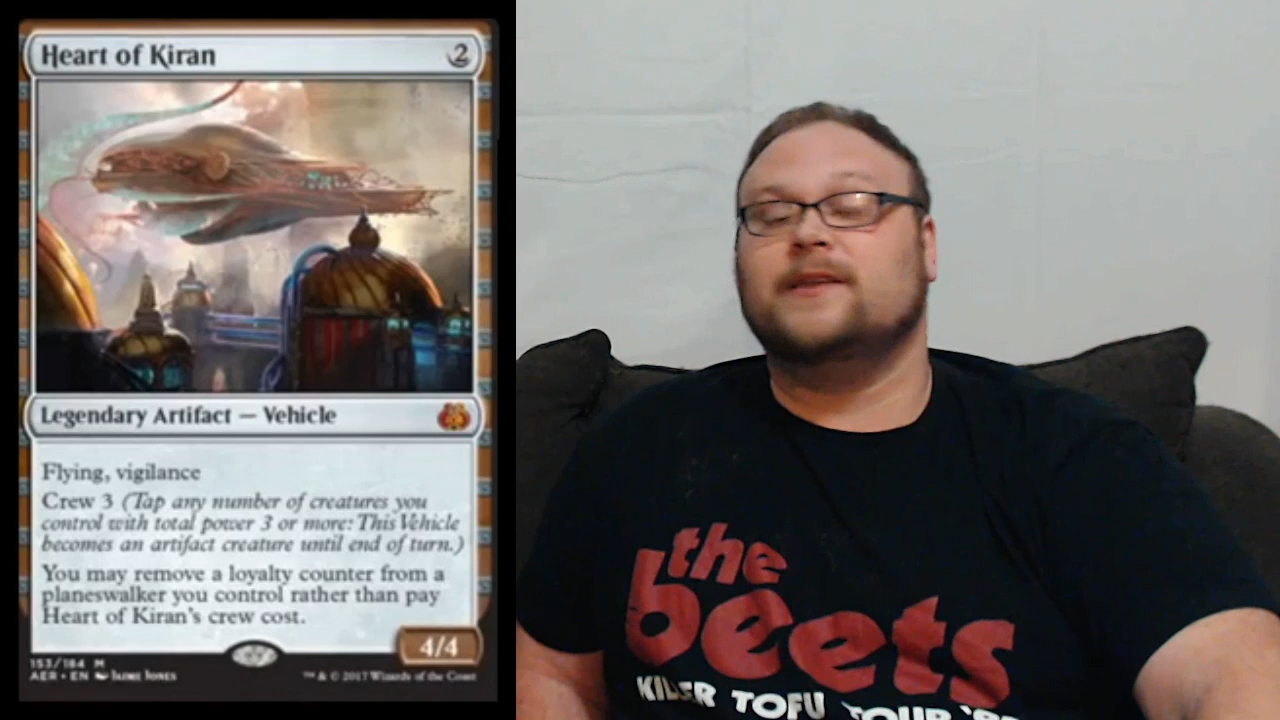 Heart of Kiran 2
Legendary Artifact — Vehicle
Flying, vigilance
Crew 3 (Tap any number of creatures you
control with total power 3 or more: This Vehicle
becomes an artifact creature until end of turn.)
You may remove a loyalty counter from a
planeswalker you control rather than pay
Heart of Kiran's crew cost.
4/4
153/184 M
AER • EN Jaime Jones
™ & © 2017 Wizards of the Coast
the
beets
KILLER TOFU TOUR